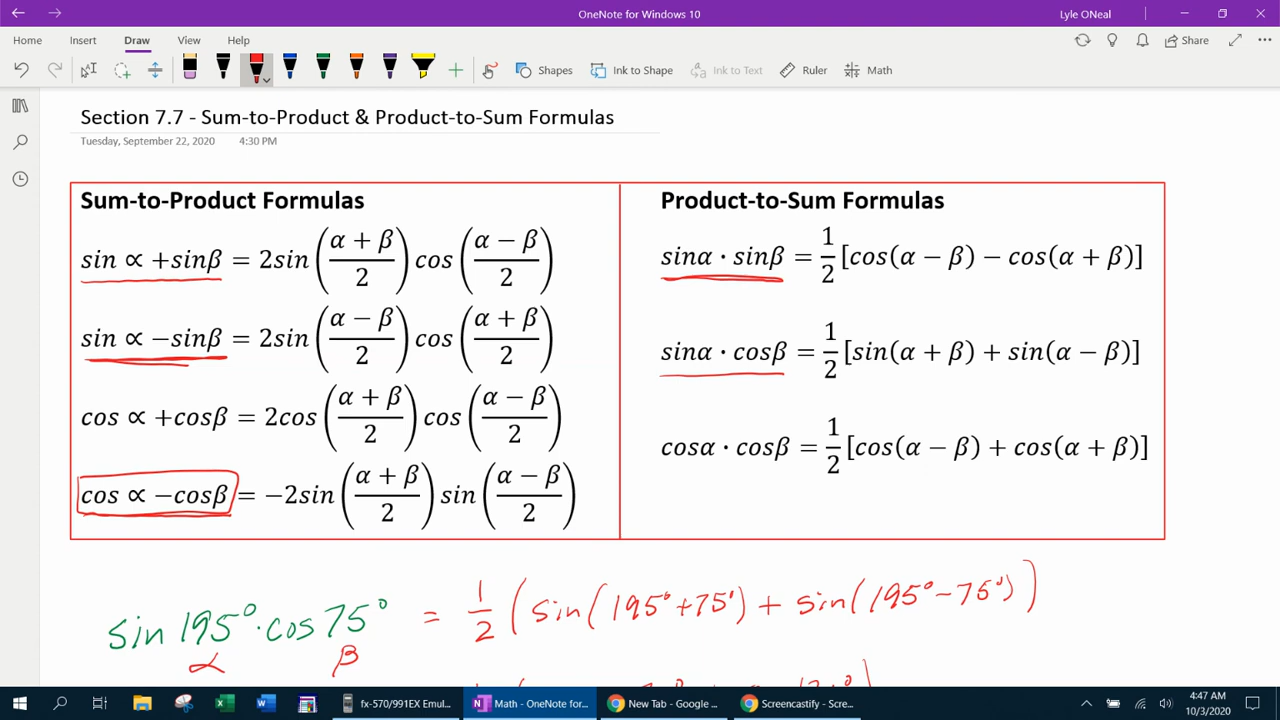 OneNote for Windows 10
Lyle ONeal
Home Insert Draw View Help
Share
Shapes Ink to Shape Ink to Text Ruler Math
Section 7.7 - Sum-to-Product & Product-to-Sum Formulas
Tuesday, September 22, 2020 4:30 PM
Sum-to-Product Formulas
sin ∝ +sinβ = 2sin((α + β)/2) cos((α − β)/2)
sin ∝ −sinβ = 2sin((α − β)/2) cos((α + β)/2)
cos ∝ +cosβ = 2cos((α + β)/2) cos((α − β)/2)
cos ∝ −cosβ = −2sin((α + β)/2) sin((α − β)/2)
Product-to-Sum Formulas
sinα · sinβ = 1/2 [cos(α − β) − cos(α + β)]
sinα · cosβ = 1/2 [sin(α + β) + sin(α − β)]
cosα · cosβ = 1/2 [cos(α − β) + cos(α + β)]
sin 195° · cos 75° = 1/2 (sin(195° + 75°) + sin(195° − 75°))
α β
fx-570/991EX Emul... Math - OneNote for... New Tab - Google ... Screencastify - Scre...
4:47 AM
10/3/2020